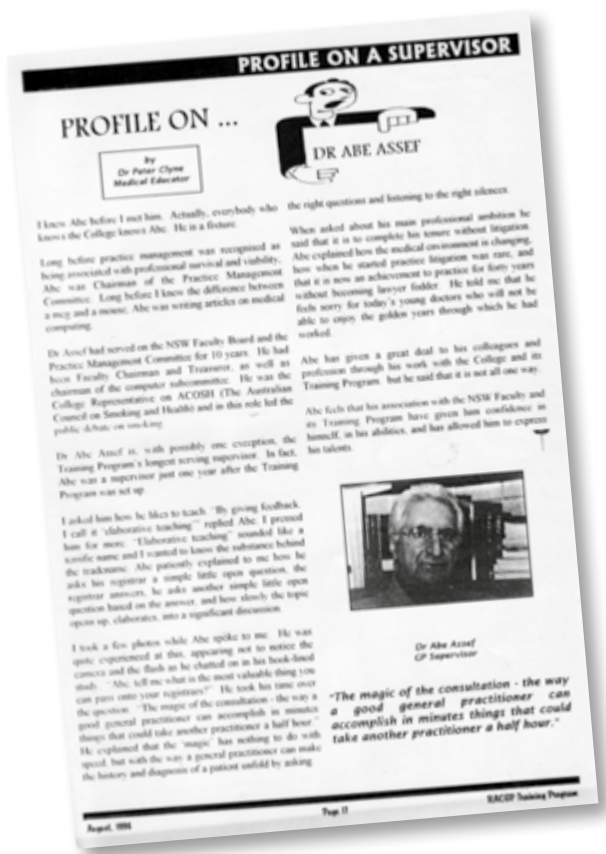 PROFILE ON A SUPERVISOR
PROFILE ON ...
by
Dr Peter Clyne
Medical Educator
DR ABE ASSEF
I knew Abe before I met him. Actually, everybody who
knows the College knows Abe. He is a fixture.
Long before practice management was recognised as
being associated with professional survival and viability,
Abe was Chairman of the Practice Management
Committee. Long before I knew the difference between
a mcg and a mouse, Abe was writing articles on medical
computing.
Dr Assef had served on the NSW Faculty Board and the
Practice Management Committee for 10 years. He had
been Faculty Chairman and Treasurer, as well as
chairman of the computer subcommittee. He was the
College Representative on ACOSH (The Australian
Council on Smoking and Health) and in this role led the
public debate on smoking.
Dr Abe Assef is, with possibly one exception, the
Training Program's longest serving supervisor. In fact,
Abe was a supervisor just one year after the Training
Program was set up.
I asked him how he likes to teach. "By giving feedback.
I call it 'elaborative teaching'" replied Abe. I pressed
him for more. "Elaborative teaching" sounded like a
terrific name and I wanted to know the substance behind
the tradename. Abe patiently explained to me how he
asks his registrar a simple little open question, the
registrar answers, he asks another simple little open
question based on the answer, and how slowly the topic
opens up, elaborates, into a significant discussion.
I took a few photos while Abe spoke to me. He was
quite experienced at this, appearing not to notice the
camera and the flash as he chatted on in his book-lined
study. "Abe, tell me what is the most valuable thing you
can pass onto your registrars?" He took his time over
the question. "The magic of the consultation - the way a
good general practitioner can accomplish in minutes
things that could take another practitioner a half hour."
He explained that the 'magic' has nothing to do with
speed, but with the way a general practitioner can make
the history and diagnosis of a patient unfold by asking
the right questions and listening to the right silences.
When asked about his main professional ambition he
said that it is to complete his tenure without litigation.
Abe explained how the medical environment is changing,
how when he started practice litigation was rare, and
that it is now an achievement to practice for forty years
without becoming lawyer fodder. He told me that he
feels sorry for today's young doctors who will not be
able to enjoy the golden years through which he had
worked.
Abe has given a great deal to his colleagues and
profession through his work with the College and its
Training Program, but he said that it is not all one way.
Abe feels that his association with the NSW Faculty and
its Training Program have given him confidence in
himself, in his abilities, and has allowed him to express
his talents.
Dr Abe Assef
GP Supervisor
"The magic of the consultation - the way
a good general practitioner can
accomplish in minutes things that could
take another practitioner a half hour."
August,
Page
RACGP Training Program